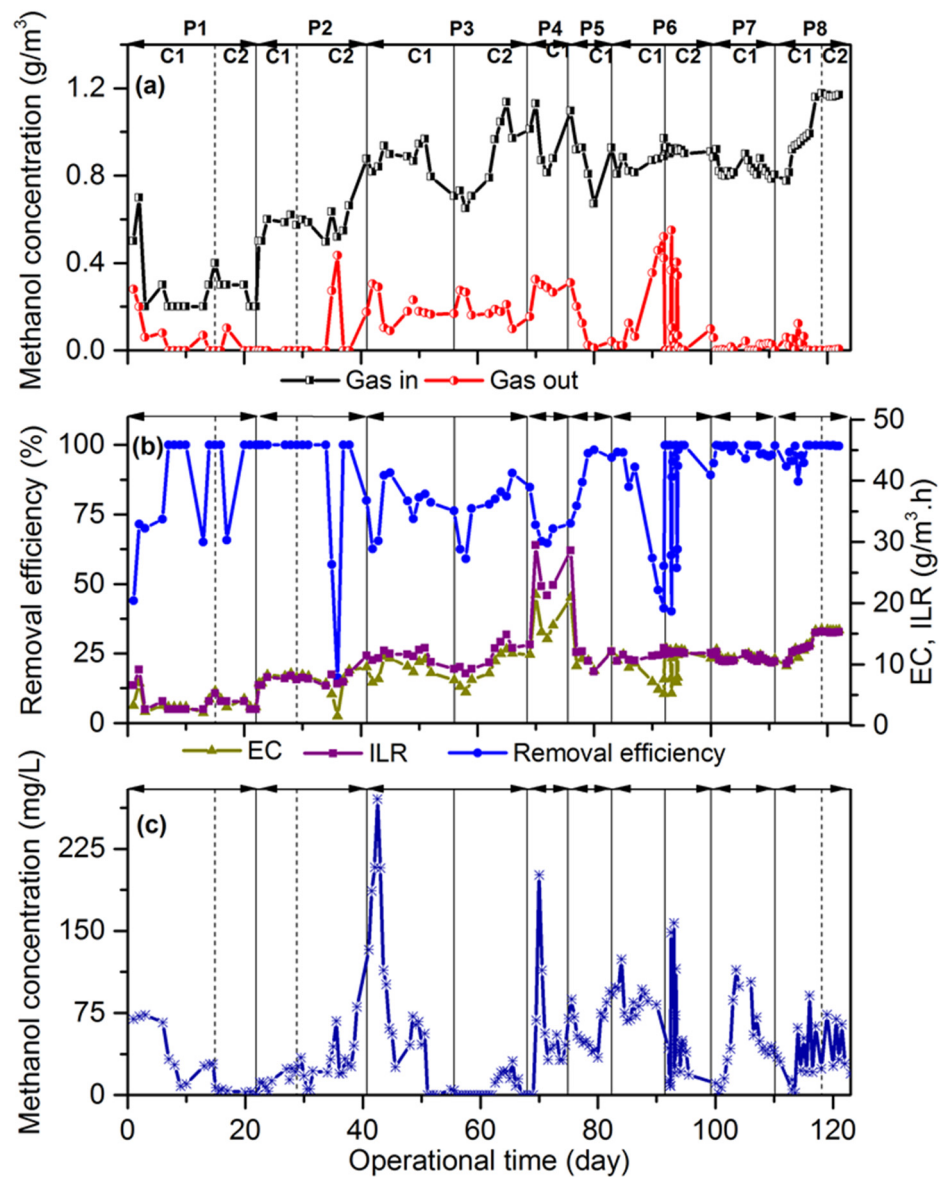 P1 P2 P3 P4 P5 P6 P7 P8
C1 C2 C1 C2 C1 C2 C1 C1 C1 C2 C1 C1 C2
(a)
Methanol concentration (g/m³)
1.2
0.8
0.4
0.0
Gas in Gas out
(b)
Removal efficiency (%)
100
75
50
25
0
50
40
30
20
10
0
EC, ILR (g/m³.h)
EC ILR Removal efficiency
(c)
Methanol concentration (mg/L)
225
150
75
0
0 20 40 60 80 100 120
Operational time (day)